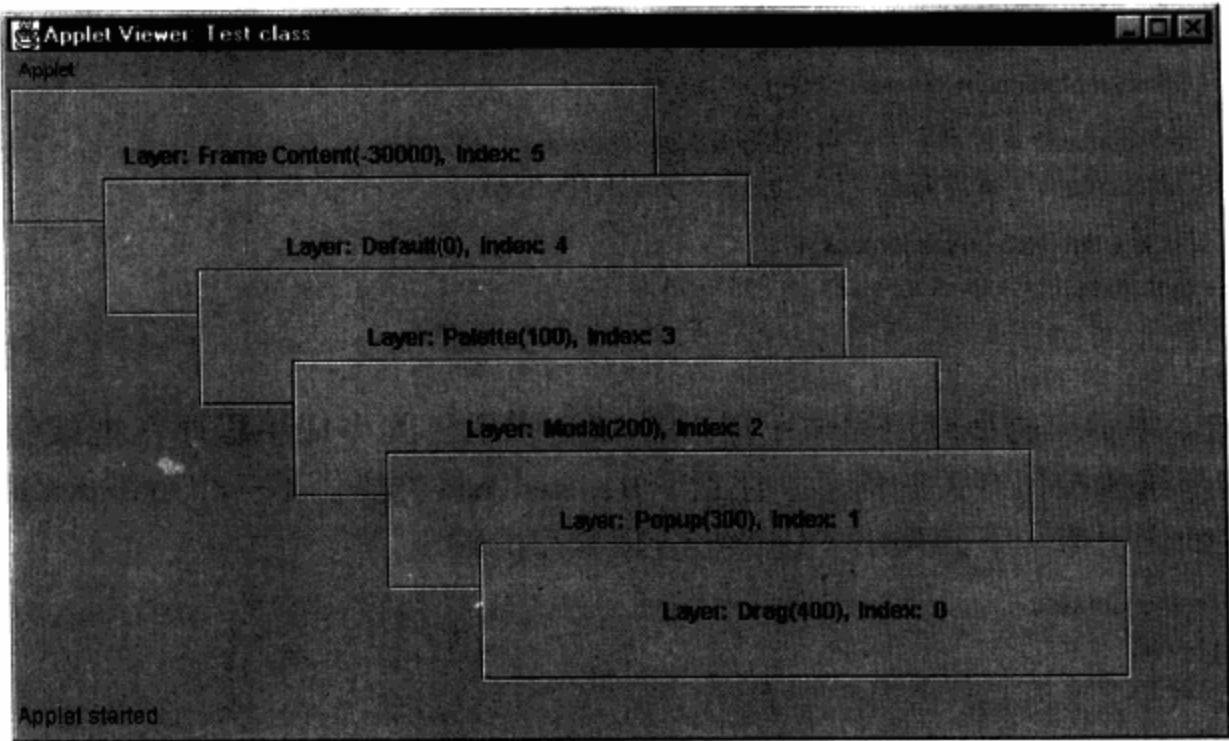 Applet Viewer: Test class
Applet
Layer: Frame Content(-30000), Index: 5
Layer: Default(0), Index: 4
Layer: Palette(100), Index: 3
Layer: Modal(200), Index: 2
Layer: Popup(300), Index: 1
Layer: Drag(400), Index: 0
Applet started